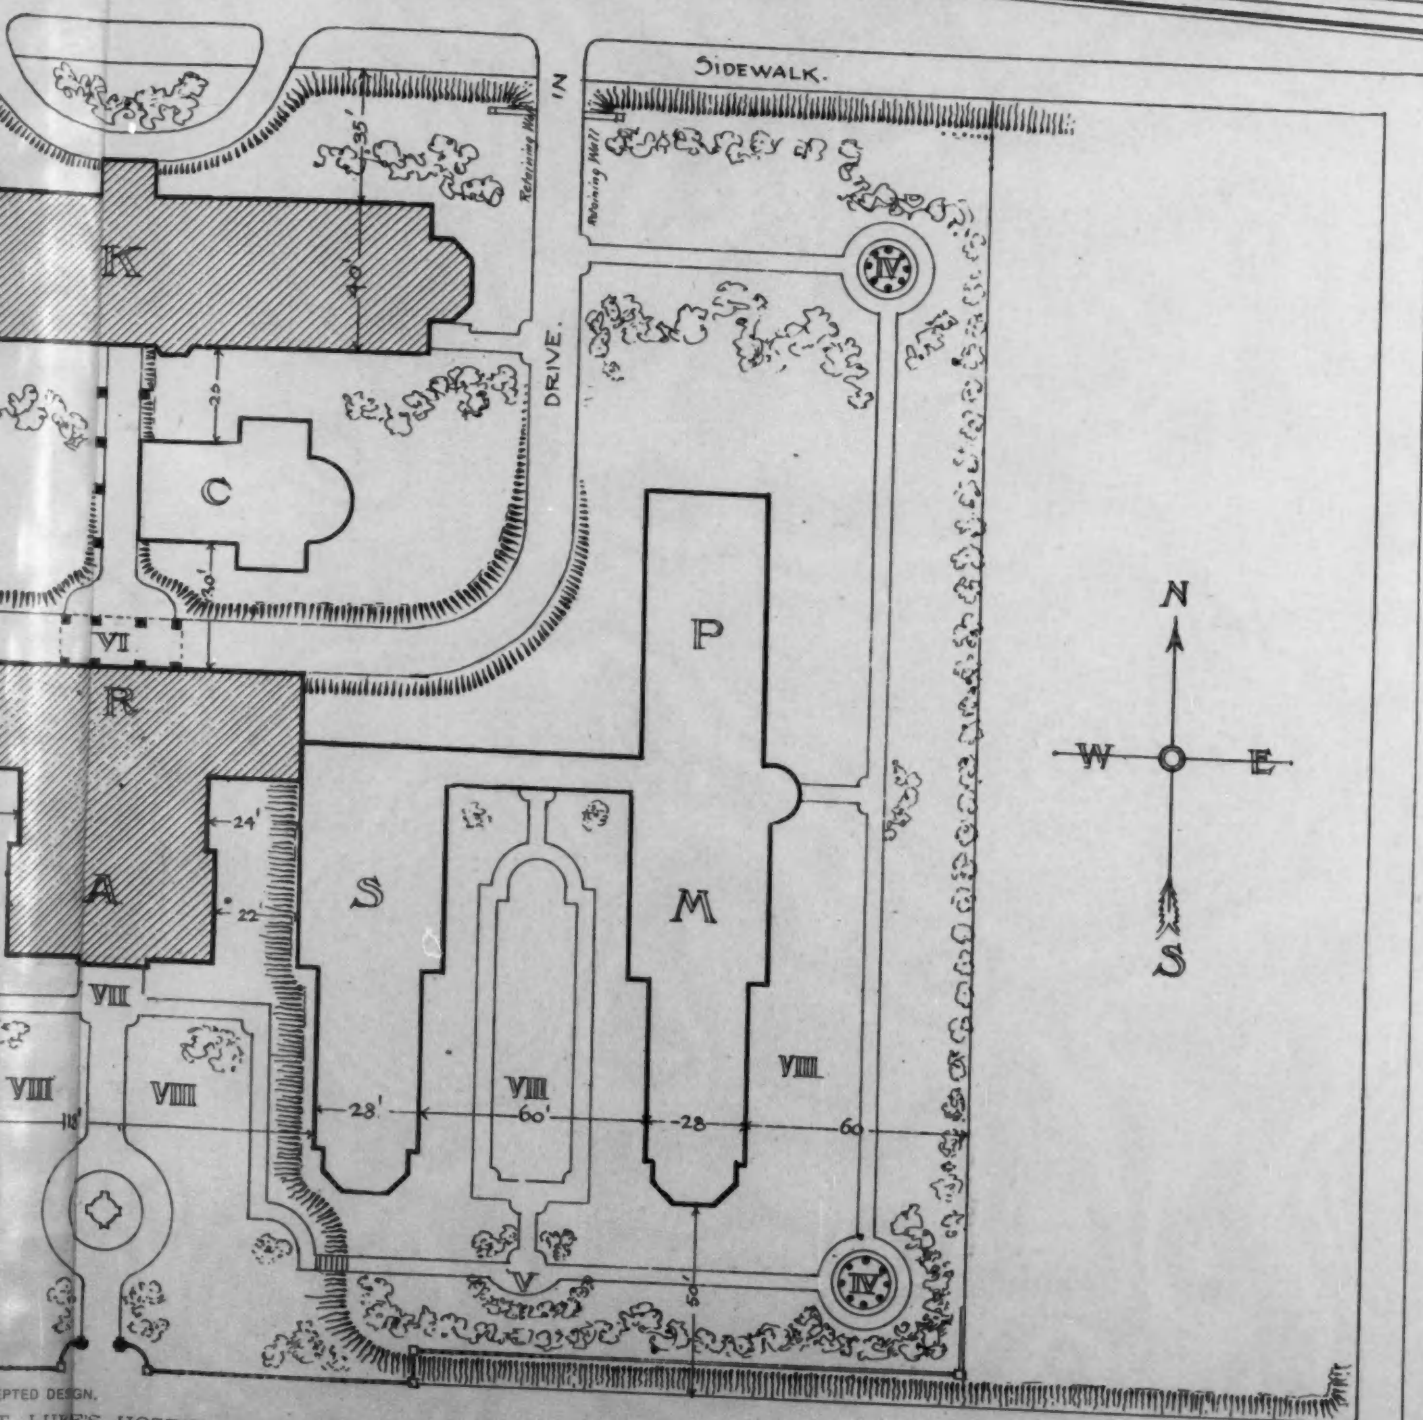 SIDEWALK.
IN
Retaining Wall
Retaining Wall
35'
K
40'
IV
DRIVE.
20
C
30'
P
N
VI
R
W
E
24'
A
S
M
22'
S
VII
VIII
VIII
VIII
VIII
118'
28'
60'
28
60
V
IV
50'
EPTED DESIGN.